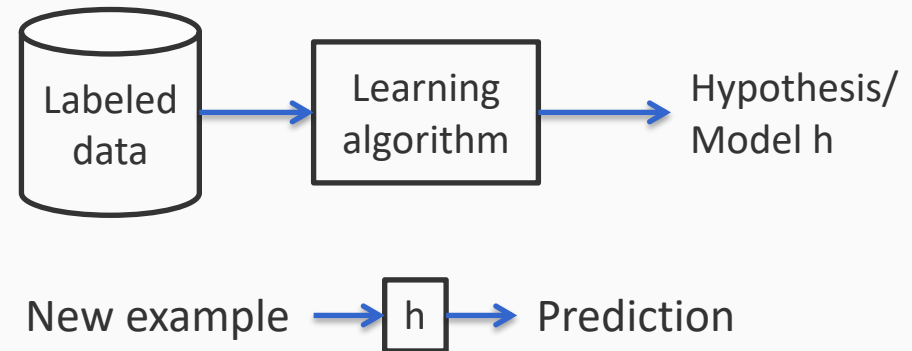 Labeled
data
Learning
algorithm
Hypothesis/
Model h
New example
h
Prediction